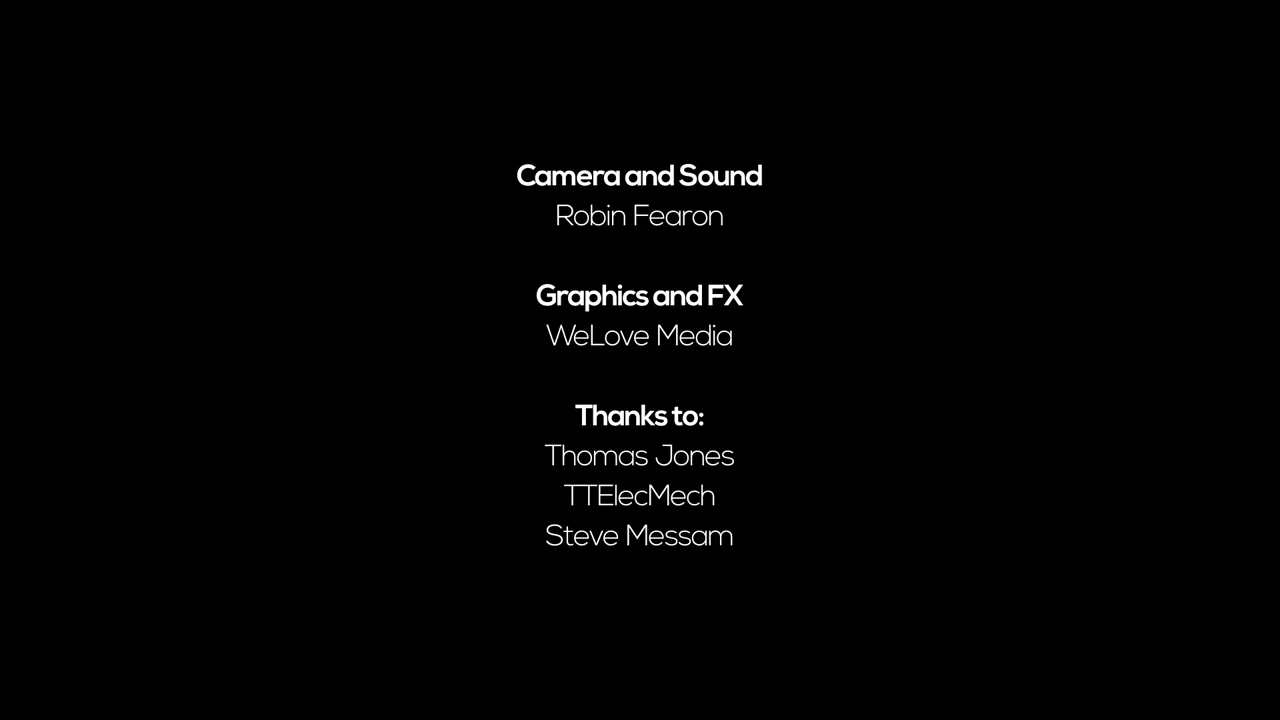 Camera and Sound
Robin Fearon
Graphics and FX
WeLove Media
Thanks to:
Thomas Jones
TTElecMech
Steve Messam